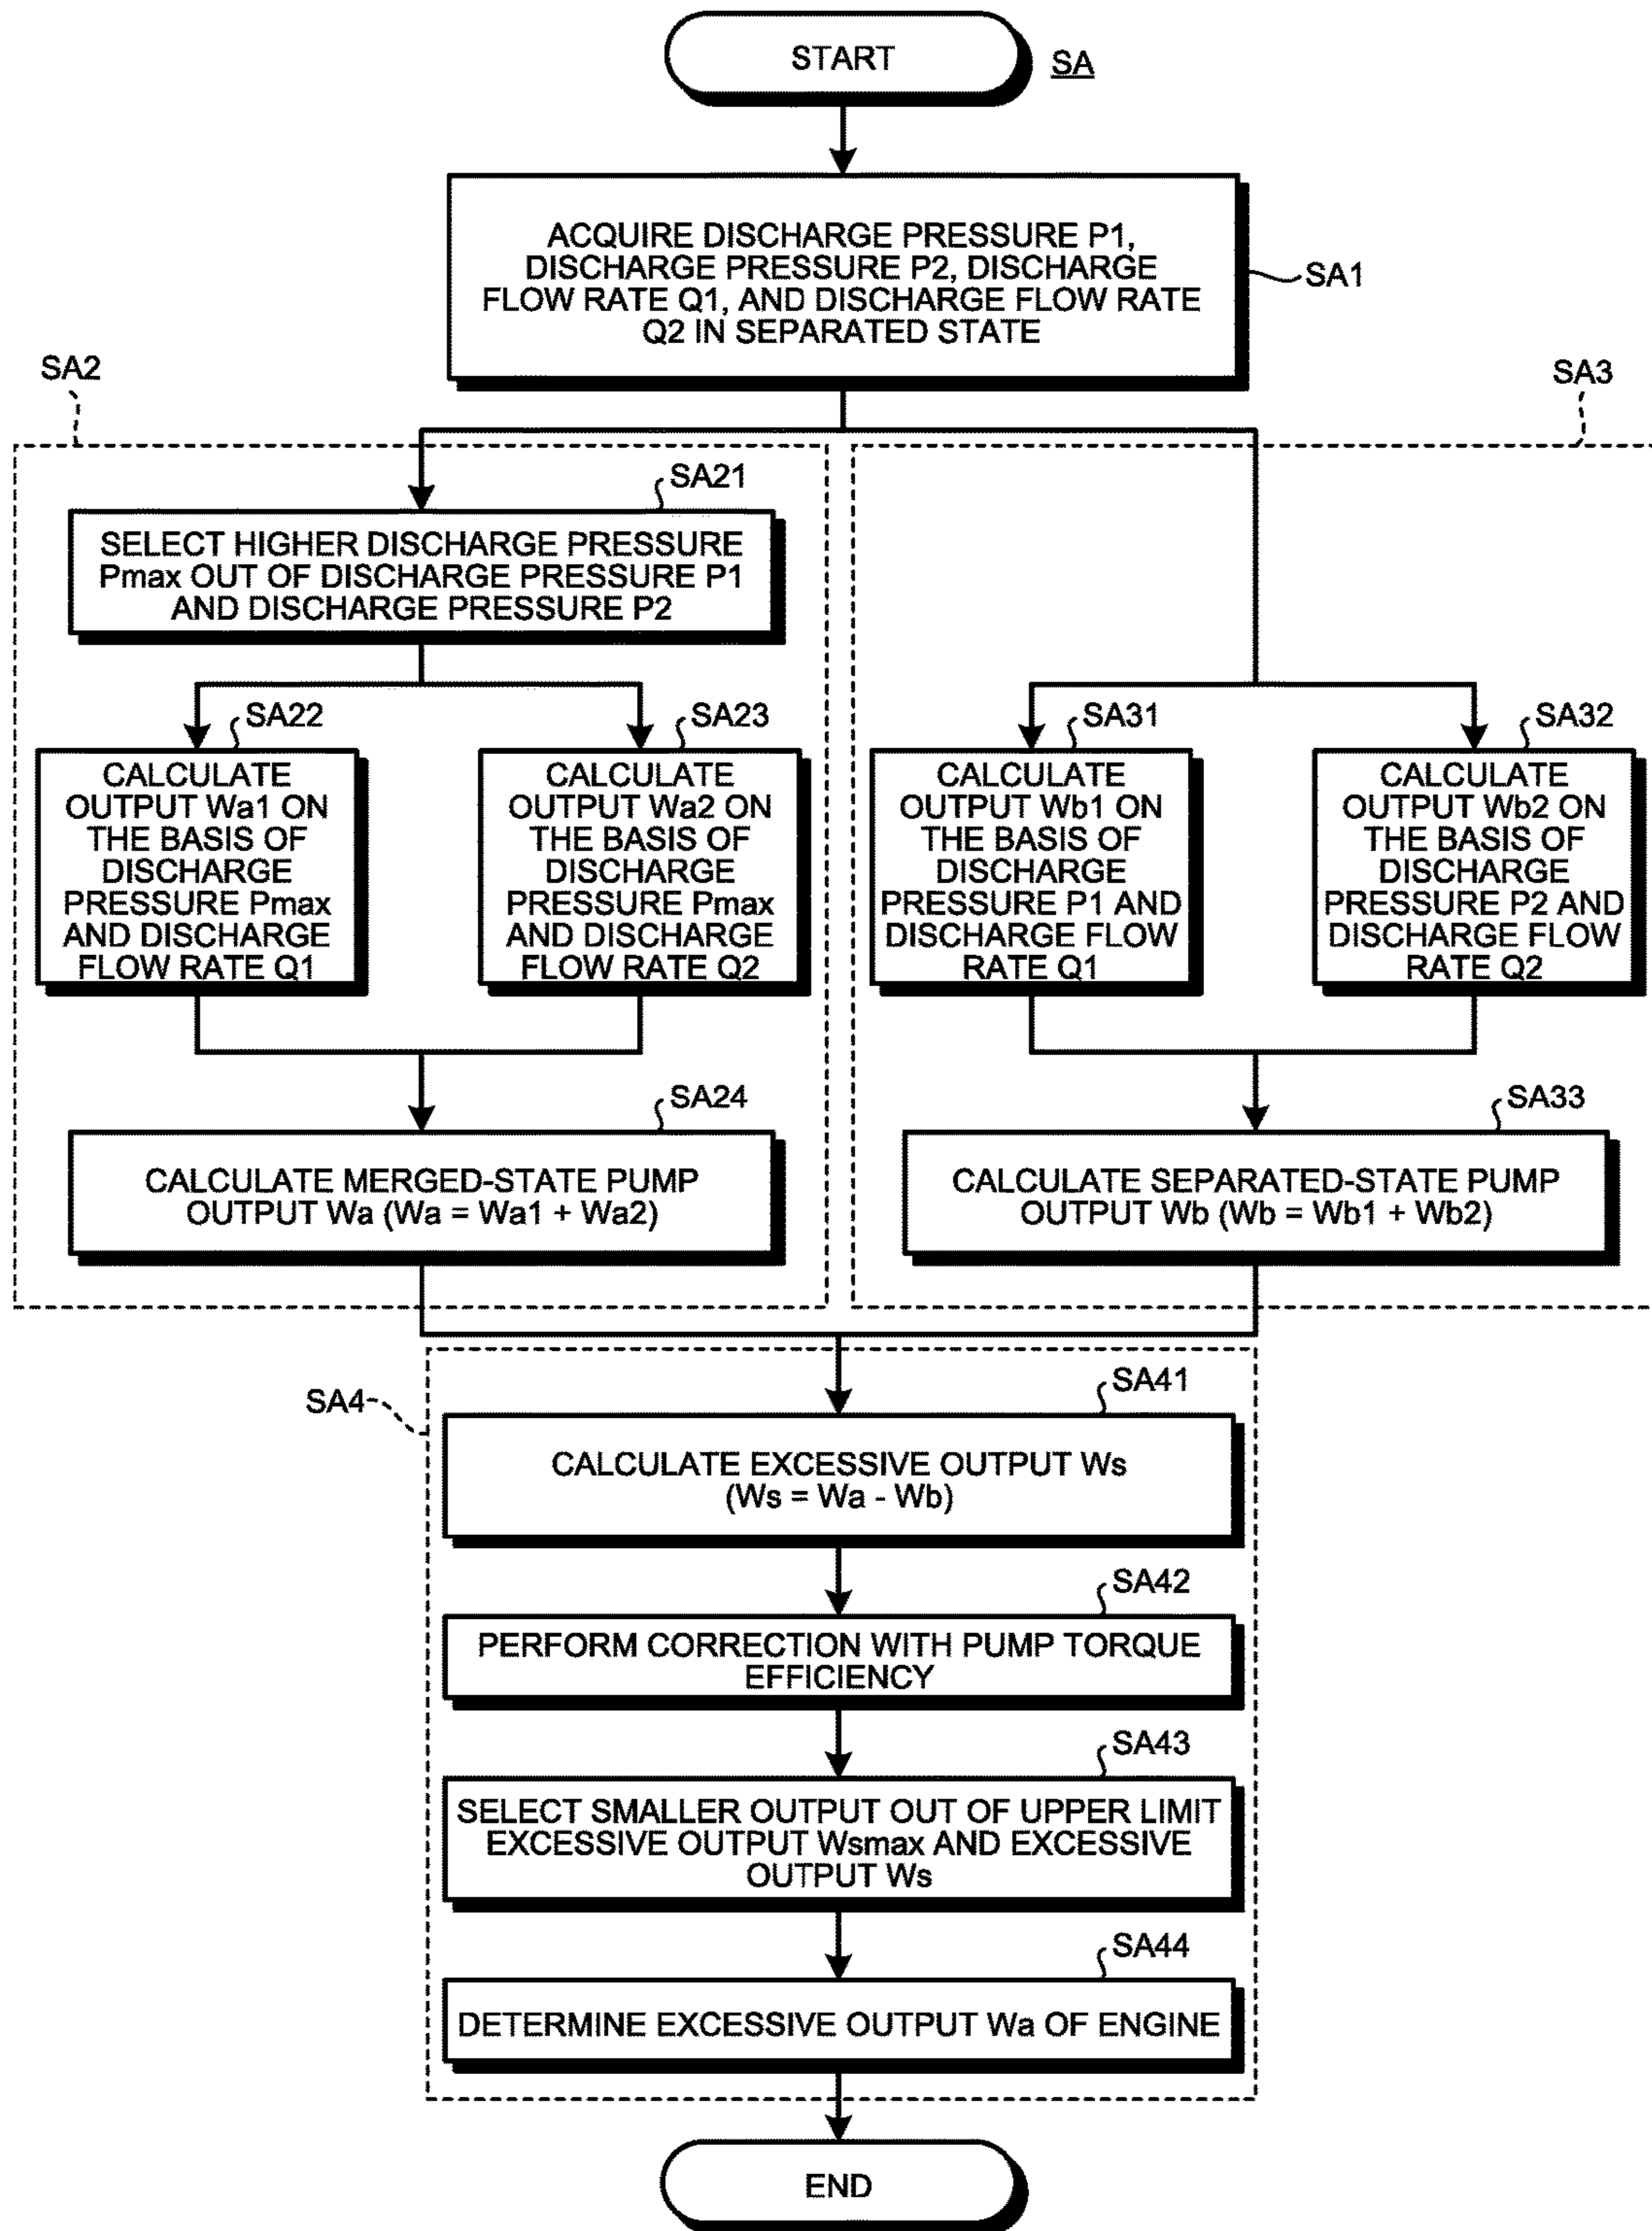 START
SA
ACQUIRE DISCHARGE PRESSURE P1,
DISCHARGE PRESSURE P2, DISCHARGE
FLOW RATE Q1, AND DISCHARGE FLOW RATE
Q2 IN SEPARATED STATE
SA1
SA2
SA3
SA21
SELECT HIGHER DISCHARGE PRESSURE
Pmax OUT OF DISCHARGE PRESSURE P1
AND DISCHARGE PRESSURE P2
SA22
CALCULATE
OUTPUT Wa1 ON
THE BASIS OF
DISCHARGE
PRESSURE Pmax
AND DISCHARGE
FLOW RATE Q1
SA23
CALCULATE
OUTPUT Wa2 ON
THE BASIS OF
DISCHARGE
PRESSURE Pmax
AND DISCHARGE
FLOW RATE Q2
SA31
CALCULATE
OUTPUT Wb1 ON
THE BASIS OF
DISCHARGE
PRESSURE P1 AND
DISCHARGE FLOW
RATE Q1
SA32
CALCULATE
OUTPUT Wb2 ON
THE BASIS OF
DISCHARGE
PRESSURE P2 AND
DISCHARGE FLOW
RATE Q2
SA24
CALCULATE MERGED-STATE PUMP
OUTPUT Wa (Wa = Wa1 + Wa2)
SA33
CALCULATE SEPARATED-STATE PUMP
OUTPUT Wb (Wb = Wb1 + Wb2)
SA4
SA41
CALCULATE EXCESSIVE OUTPUT Ws
(Ws = Wa - Wb)
SA42
PERFORM CORRECTION WITH PUMP TORQUE
EFFICIENCY
SA43
SELECT SMALLER OUTPUT OUT OF UPPER LIMIT
EXCESSIVE OUTPUT Wsmax AND EXCESSIVE
OUTPUT Ws
SA44
DETERMINE EXCESSIVE OUTPUT Wa OF ENGINE
END